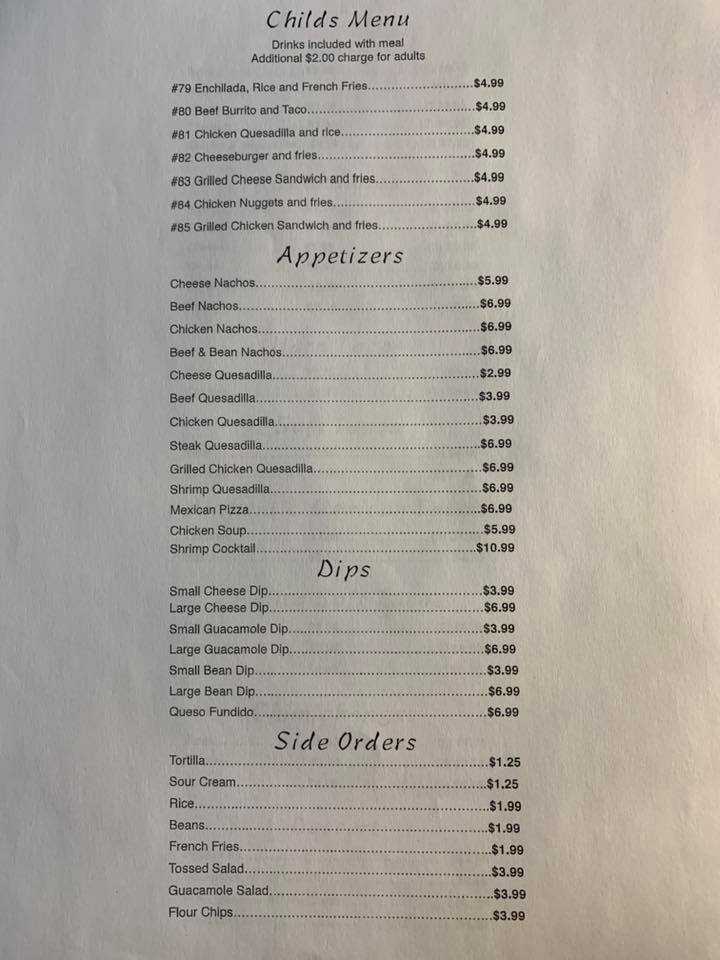 Childs Menu
Drinks included with meal
Additional $2.00 charge for adults
#79 Enchilada, Rice and French Fries..........................$4.99
#80 Beef Burrito and Taco..........................................$4.99
#81 Chicken Quesadilla and rice.................................$4.99
#82 Cheeseburger and fries.......................................$4.99
#83 Grilled Cheese Sandwich and fries.........................$4.99
#84 Chicken Nuggets and fries...................................$4.99
#85 Grilled Chicken Sandwich and fries.........................$4.99
Appetizers
Cheese Nachos.......................................................$5.99
Beef Nachos...........................................................$6.99
Chicken Nachos.......................................................$6.99
Beef & Bean Nachos.................................................$6.99
Cheese Quesadilla....................................................$2.99
Beef Quesadilla.......................................................$3.99
Chicken Quesadilla...................................................$3.99
Steak Quesadilla......................................................$6.99
Grilled Chicken Quesadilla.........................................$6.99
Shrimp Quesadilla....................................................$6.99
Mexican Pizza.........................................................$6.99
Chicken Soup..........................................................$5.99
Shrimp Cocktail.......................................................$10.99
Dips
Small Cheese Dip.....................................................$3.99
Large Cheese Dip.....................................................$6.99
Small Guacamole Dip................................................$3.99
Large Guacamole Dip................................................$6.99
Small Bean Dip........................................................$3.99
Large Bean Dip........................................................$6.99
Queso Fundido.........................................................$6.99
Side Orders
Tortilla....................................................................$1.25
Sour Cream.............................................................$1.25
Rice........................................................................$1.99
Beans.....................................................................$1.99
French Fries............................................................$1.99
Tossed Salad...........................................................$3.99
Guacamole Salad......................................................$3.99
Flour Chips..............................................................$3.99